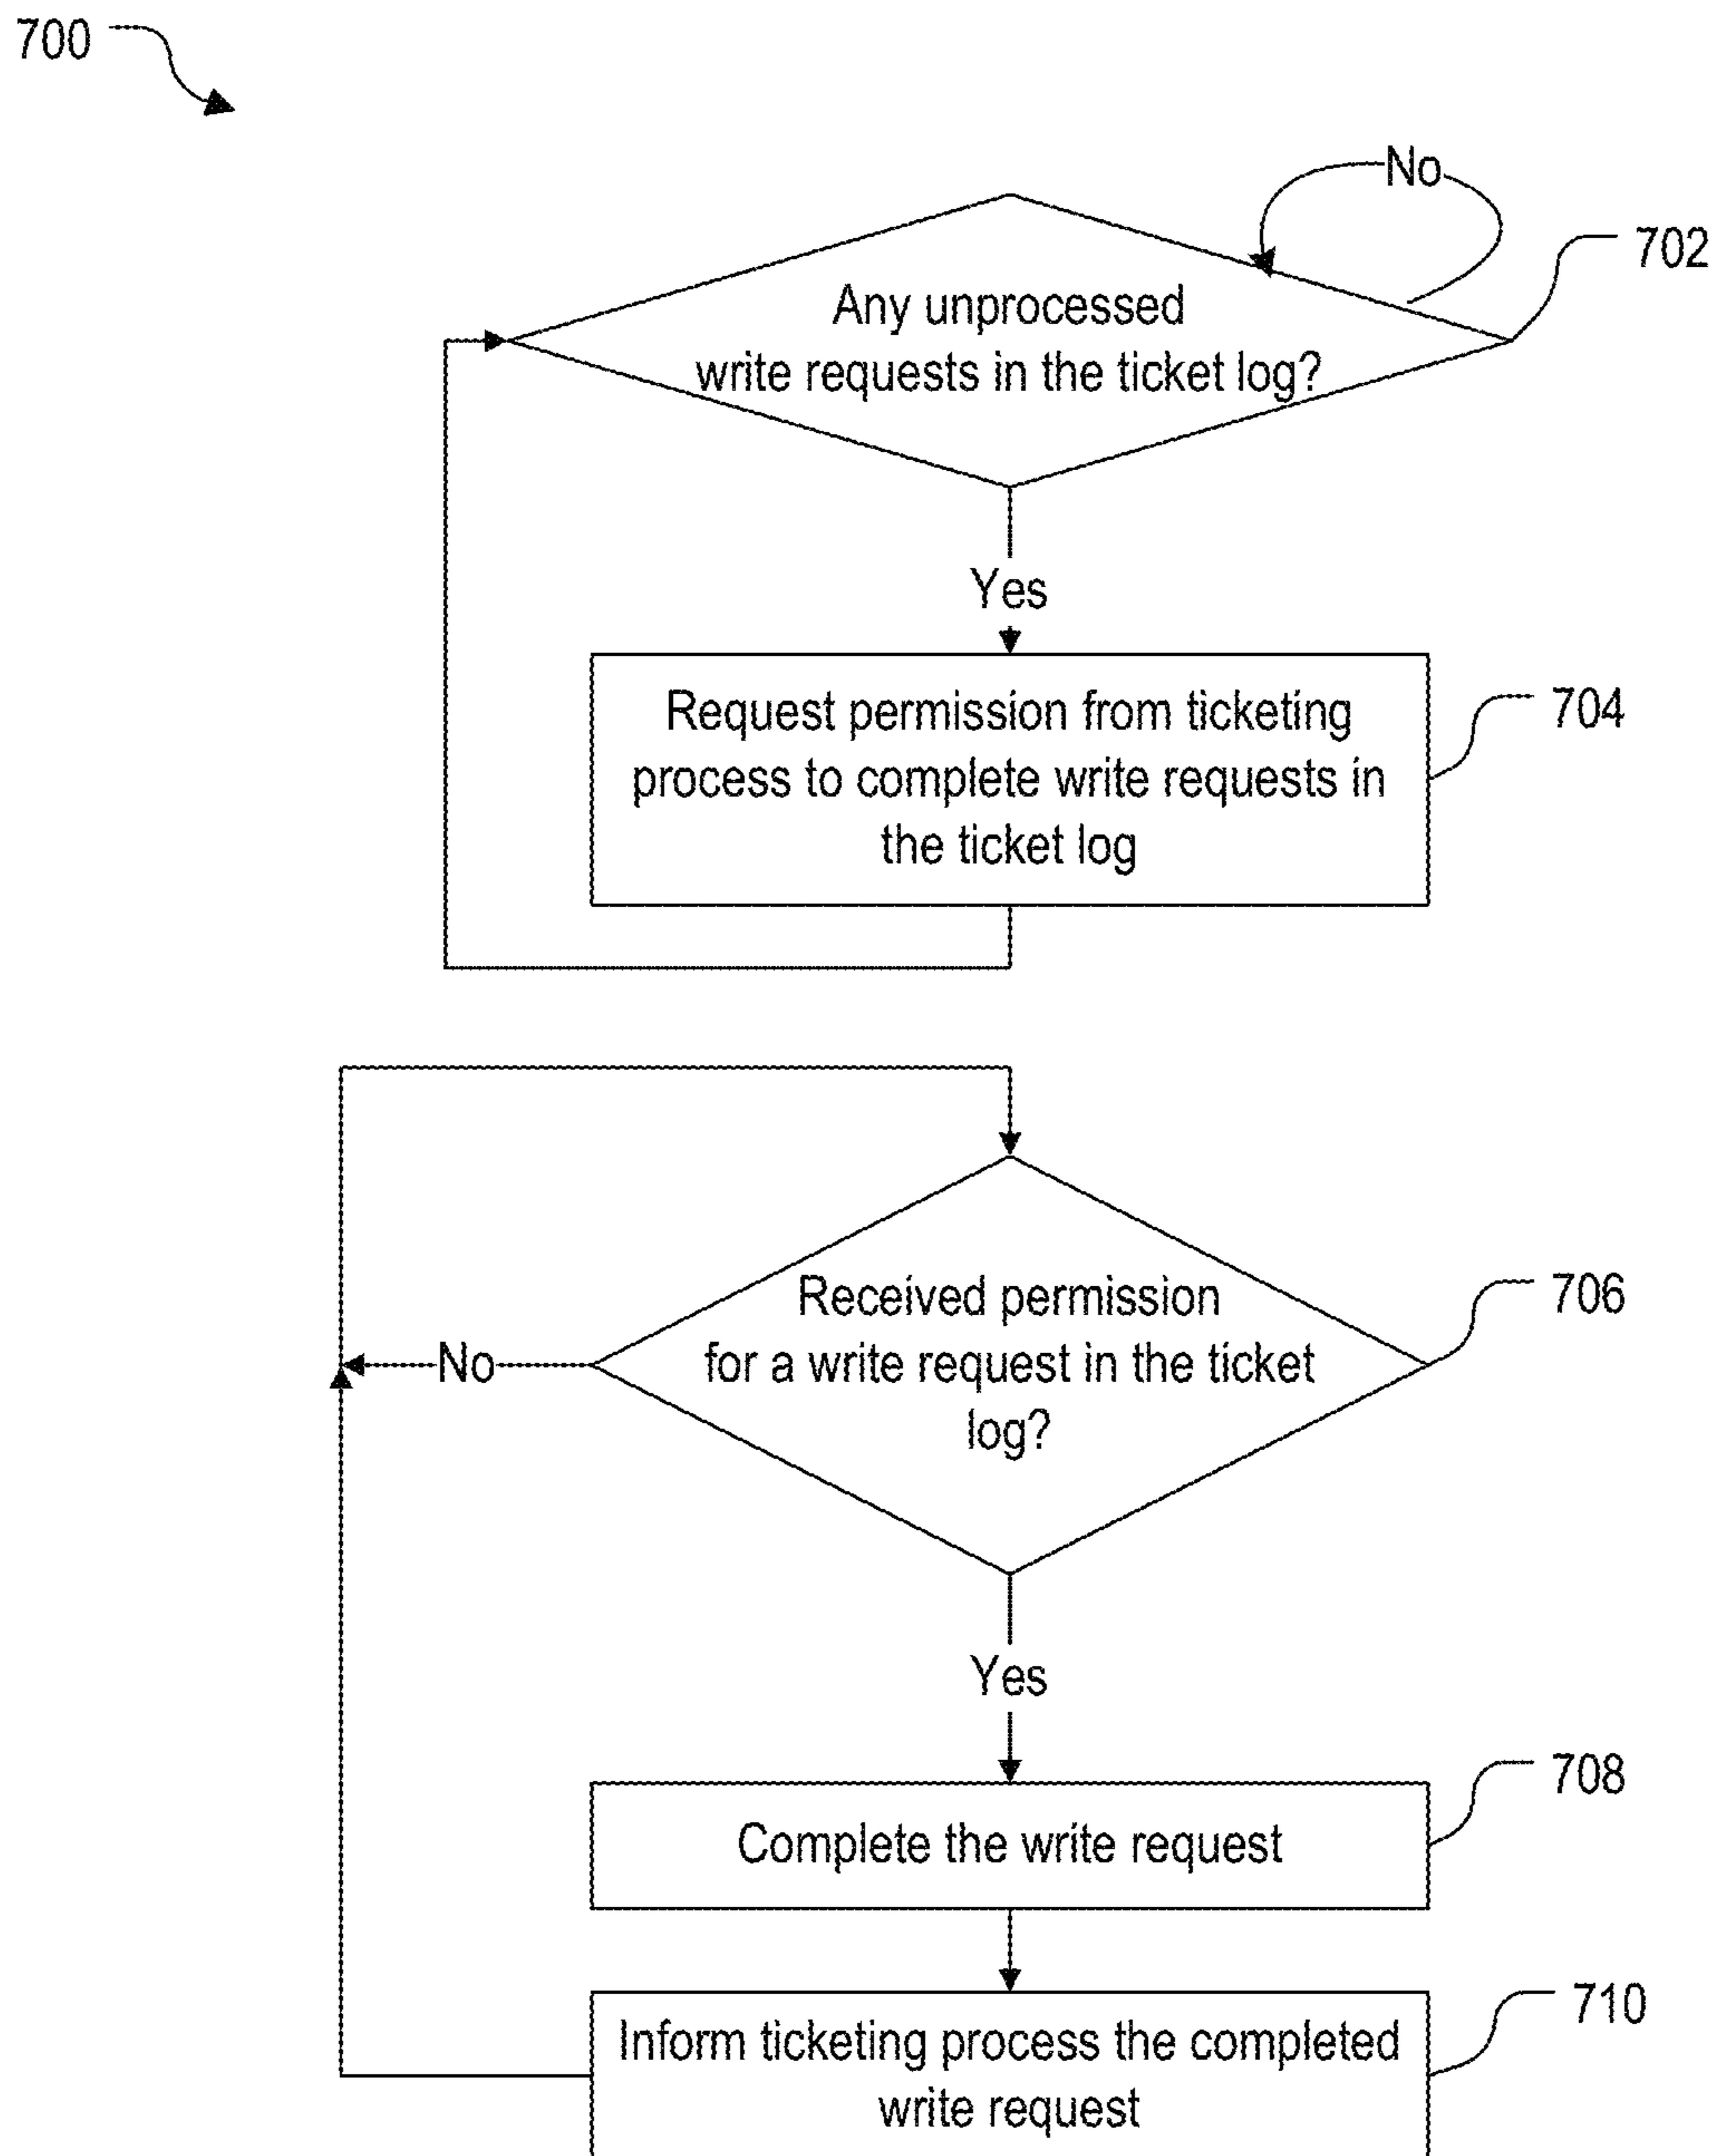 700
No
702
Any unprocessed
write requests in the ticket log?
Yes
Request permission from ticketing
process to complete write requests in
the ticket log
704
Received permission
for a write request in the ticket
log?
706
No
Yes
Complete the write request
708
Inform ticketing process the completed
write request
710